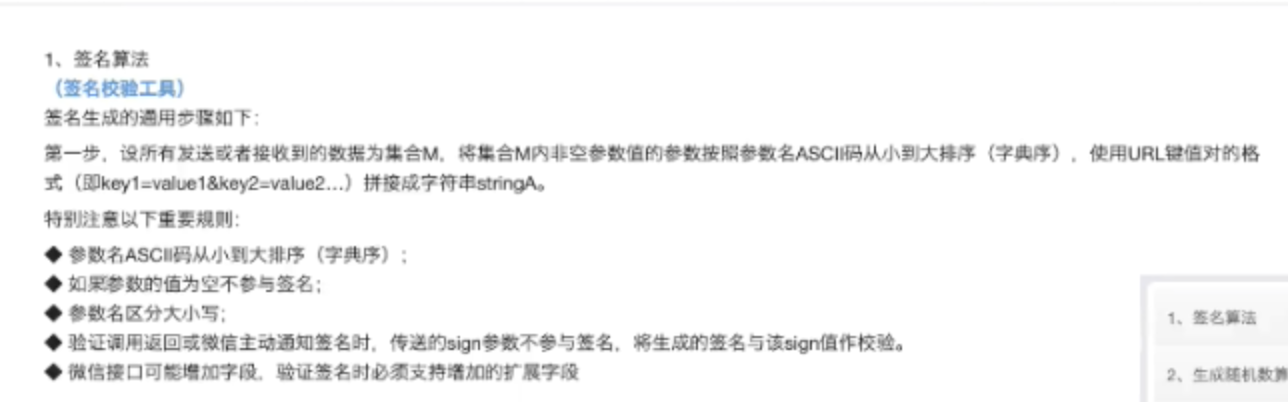 1、签名算法
（签名校验工具）
签名生成的通用步骤如下：
第一步，设所有发送或者接收到的数据为集合M，将集合M内非空参数值的参数按照参数名ASCII码从小到大排序（字典序），使用URL键值对的格
式（即key1=value1&key2=value2…）拼接成字符串stringA。
特别注意以下重要规则：
◆ 参数名ASCII码从小到大排序（字典序）；
◆ 如果参数的值为空不参与签名；
◆ 参数名区分大小写；
◆ 验证调用返回或微信主动通知签名时，传送的sign参数不参与签名，将生成的签名与该sign值作校验。
◆ 微信接口可能增加字段，验证签名时必须支持增加的扩展字段
1、签名算法
2、生成随机数算